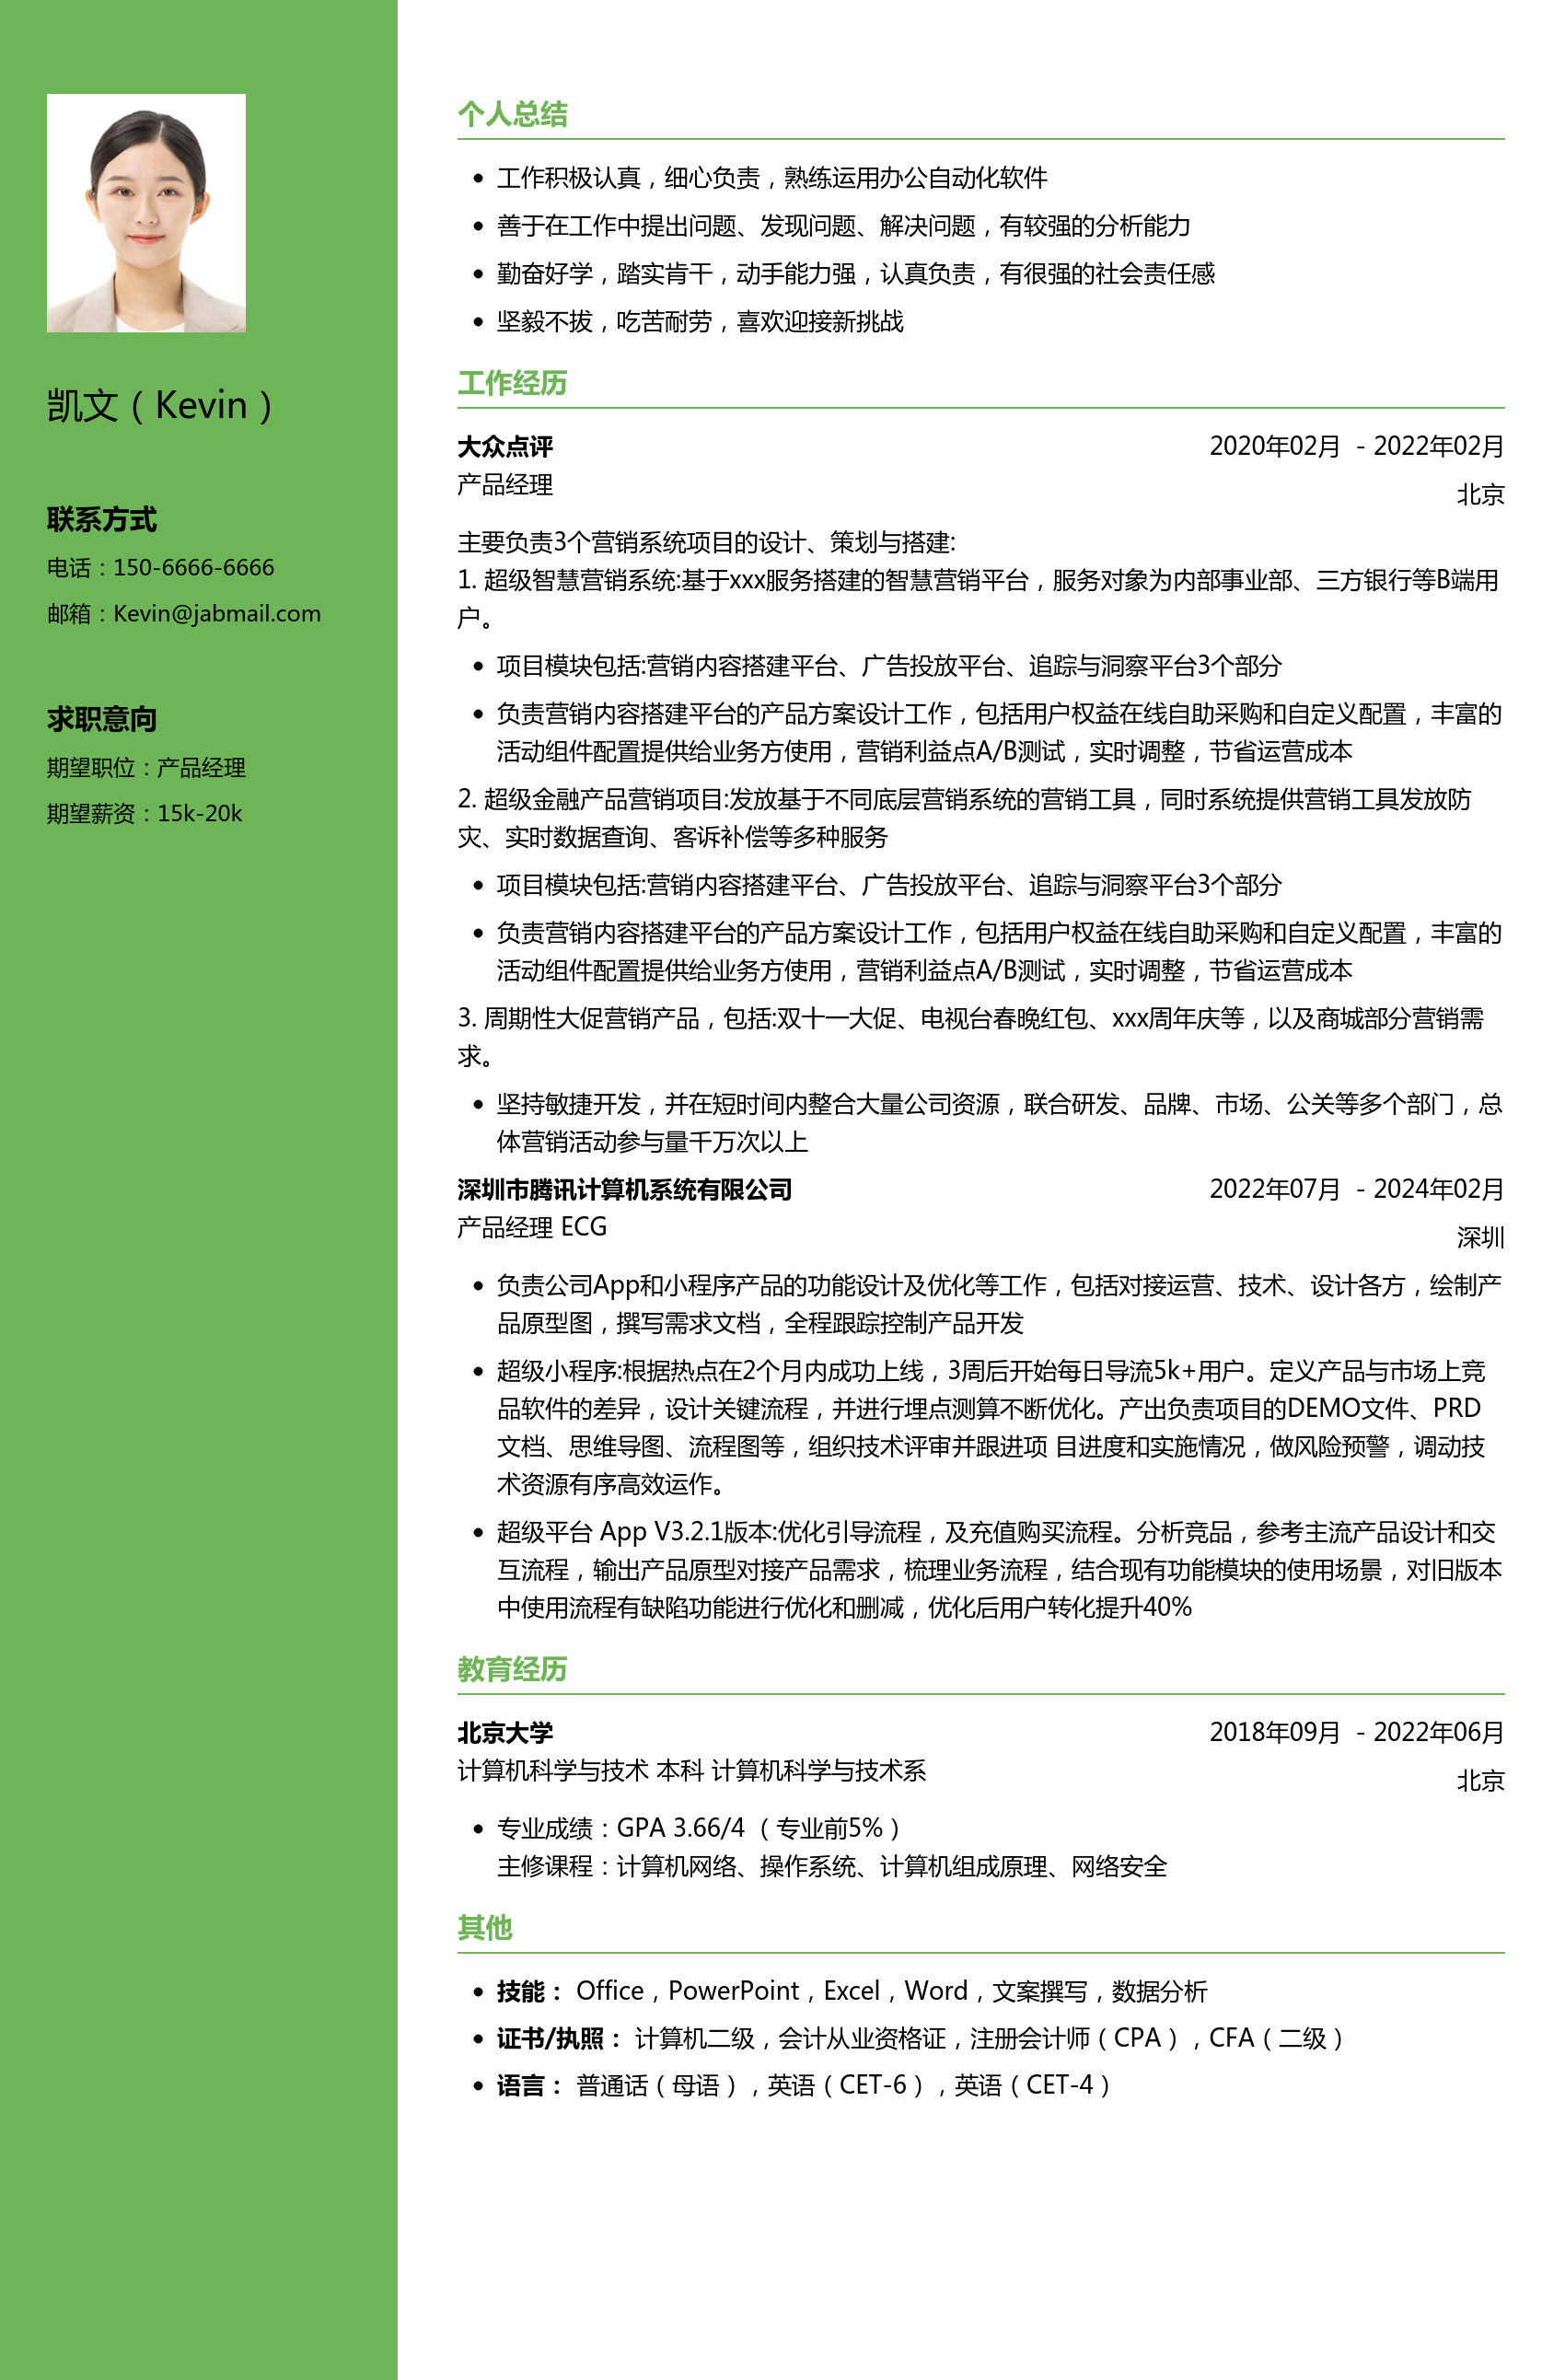 凯文（Kevin）
联系方式
电话：150-6666-6666
邮箱：Kevin@jabmail.com
求职意向
期望职位：产品经理
期望薪资：15k-20k
个人总结
工作积极认真，细心负责，熟练运用办公自动化软件
善于在工作中提出问题、发现问题、解决问题，有较强的分析能力
勤奋好学，踏实肯干，动手能力强，认真负责，有很强的社会责任感
坚毅不拔，吃苦耐劳，喜欢迎接新挑战
工作经历
大众点评 2020年02月 - 2022年02月
产品经理 北京
主要负责3个营销系统项目的设计、策划与搭建:
1. 超级智慧营销系统:基于xxx服务搭建的智慧营销平台，服务对象为内部事业部、三方银行等B端用
户。
项目模块包括:营销内容搭建平台、广告投放平台、追踪与洞察平台3个部分
负责营销内容搭建平台的产品方案设计工作，包括用户权益在线自助采购和自定义配置，丰富的
活动组件配置提供给业务方使用，营销利益点A/B测试，实时调整，节省运营成本
2. 超级金融产品营销项目:发放基于不同底层营销系统的营销工具，同时系统提供营销工具发放防
灾、实时数据查询、客诉补偿等多种服务
项目模块包括:营销内容搭建平台、广告投放平台、追踪与洞察平台3个部分
负责营销内容搭建平台的产品方案设计工作，包括用户权益在线自助采购和自定义配置，丰富的
活动组件配置提供给业务方使用，营销利益点A/B测试，实时调整，节省运营成本
3. 周期性大促营销产品，包括:双十一大促、电视台春晚红包、xxx周年庆等，以及商城部分营销需
求。
坚持敏捷开发，并在短时间内整合大量公司资源，联合研发、品牌、市场、公关等多个部门，总
体营销活动参与量千万次以上
深圳市腾讯计算机系统有限公司 2022年07月 - 2024年02月
产品经理 ECG 深圳
负责公司App和小程序产品的功能设计及优化等工作，包括对接运营、技术、设计各方，绘制产
品原型图，撰写需求文档，全程跟踪控制产品开发
超级小程序:根据热点在2个月内成功上线，3周后开始每日导流5k+用户。定义产品与市场上竞
品软件的差异，设计关键流程，并进行埋点测算不断优化。产出负责项目的DEMO文件、PRD
文档、思维导图、流程图等，组织技术评审并跟进项 目进度和实施情况，做风险预警，调动技
术资源有序高效运作。
超级平台 App V3.2.1版本:优化引导流程，及充值购买流程。分析竞品，参考主流产品设计和交
互流程，输出产品原型对接产品需求，梳理业务流程，结合现有功能模块的使用场景，对旧版本
中使用流程有缺陷功能进行优化和删减，优化后用户转化提升40%
教育经历
北京大学 2018年09月 - 2022年06月
计算机科学与技术 本科 计算机科学与技术系 北京
专业成绩：GPA 3.66/4 （专业前5%）
主修课程：计算机网络、操作系统、计算机组成原理、网络安全
其他
技能： Office，PowerPoint，Excel，Word，文案撰写，数据分析
证书/执照： 计算机二级，会计从业资格证，注册会计师（CPA），CFA（二级）
语言： 普通话（母语），英语（CET-6），英语（CET-4）